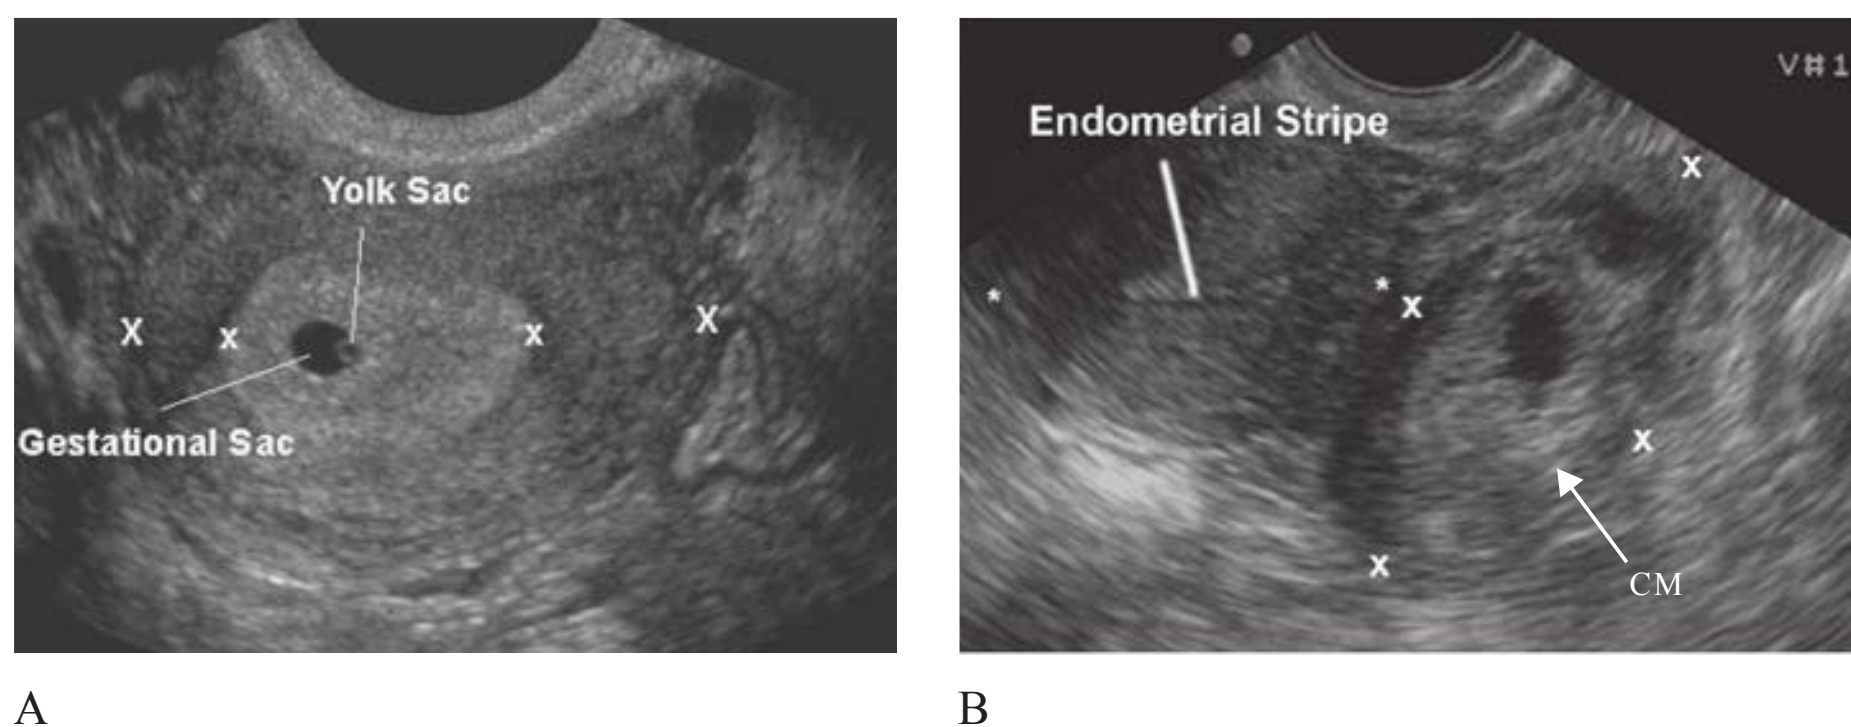 Yolk Sac
X
x
x
X
Gestational Sac
A
V#1
Endometrial Stripe
x
*
*
x
x
CM
x
B